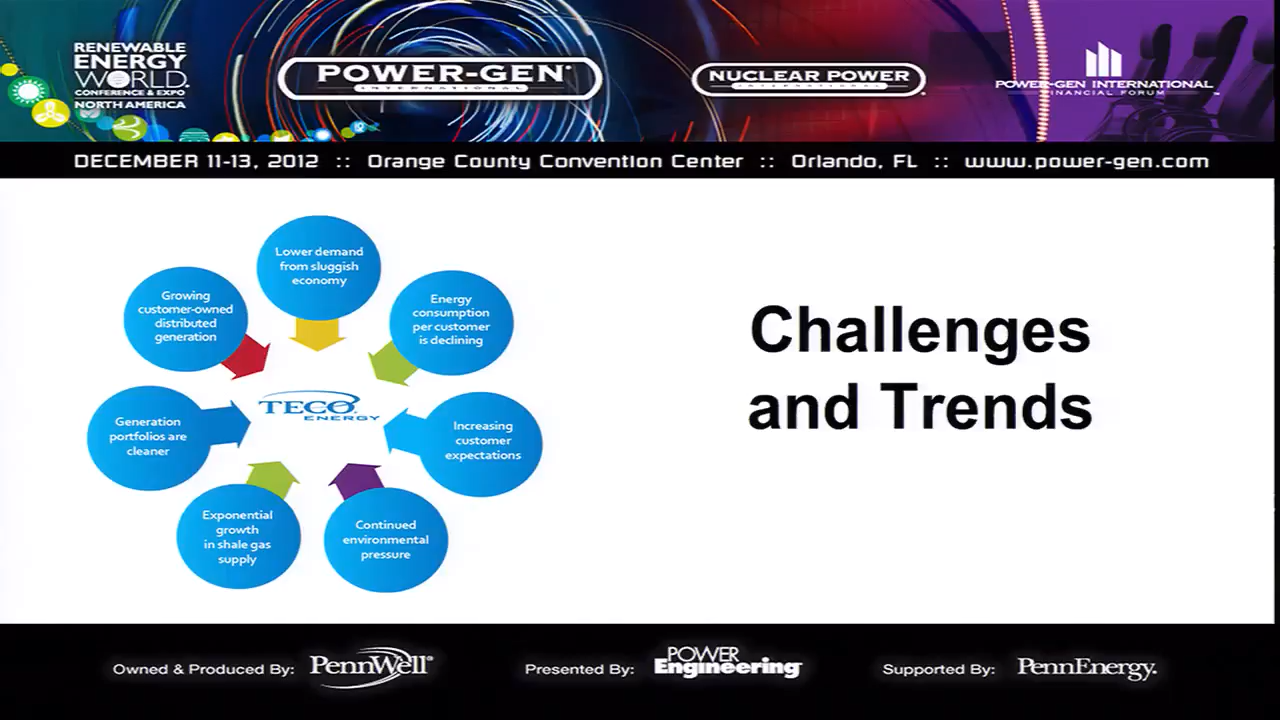 RENEWABLE
ENERGY
WORLD
CONFERENCE & EXPO
NORTH AMERICA
POWER-GEN®
INTERNATIONAL
NUCLEAR POWER
INTERNATIONAL
POWER-GEN INTERNATIONAL
FINANCIAL FORUM
DECEMBER 11-13, 2012 :: Orange County Convention Center :: Orlando, FL :: www.power-gen.com
Lower demand
from sluggish
economy
Growing
customer-owned
distributed
generation
Energy
consumption
per customer
is declining
TECO
ENERGY
Generation
portfolios are
cleaner
Increasing
customer
expectations
Exponential
growth
in shale gas
supply
Continued
environmental
pressure
Challenges
and Trends
Owned & Produced By: PennWell®
Presented By: POWER
Engineering
Supported By: PennEnergy.